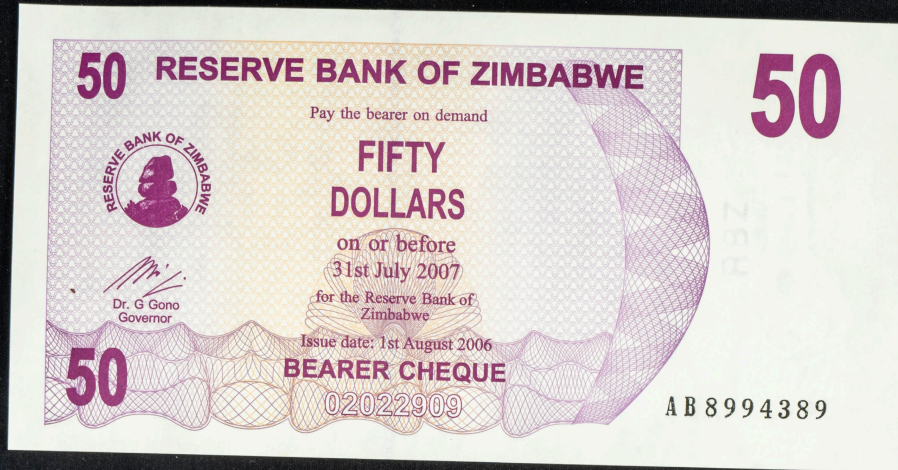 50
RESERVE BANK OF ZIMBABWE
50
Pay the bearer on demand
FIFTY
DOLLARS
RESERVE BANK OF ZIMBABWE
on or before
31st July 2007
for the Reserve Bank of
Zimbabwe
Dr. G Gono
Governor
Issue date: 1st August 2006
50
BEARER CHEQUE
02022909
AB8994389
RBZ